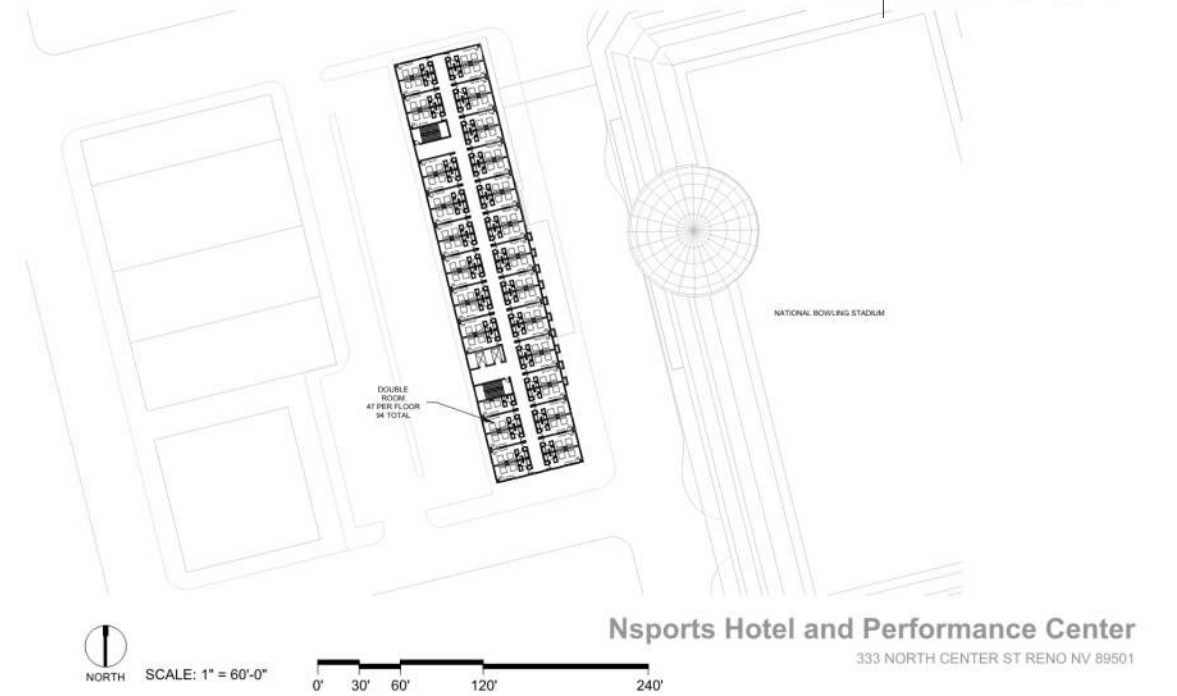 NATIONAL BOWLING STADIUM
DOUBLE
ROOM
47 PER FLOOR
94 TOTAL
Nsports Hotel and Performance Center
333 NORTH CENTER ST RENO NV 89501
NORTH
SCALE: 1" = 60'-0"
0' 30' 60' 120' 240'